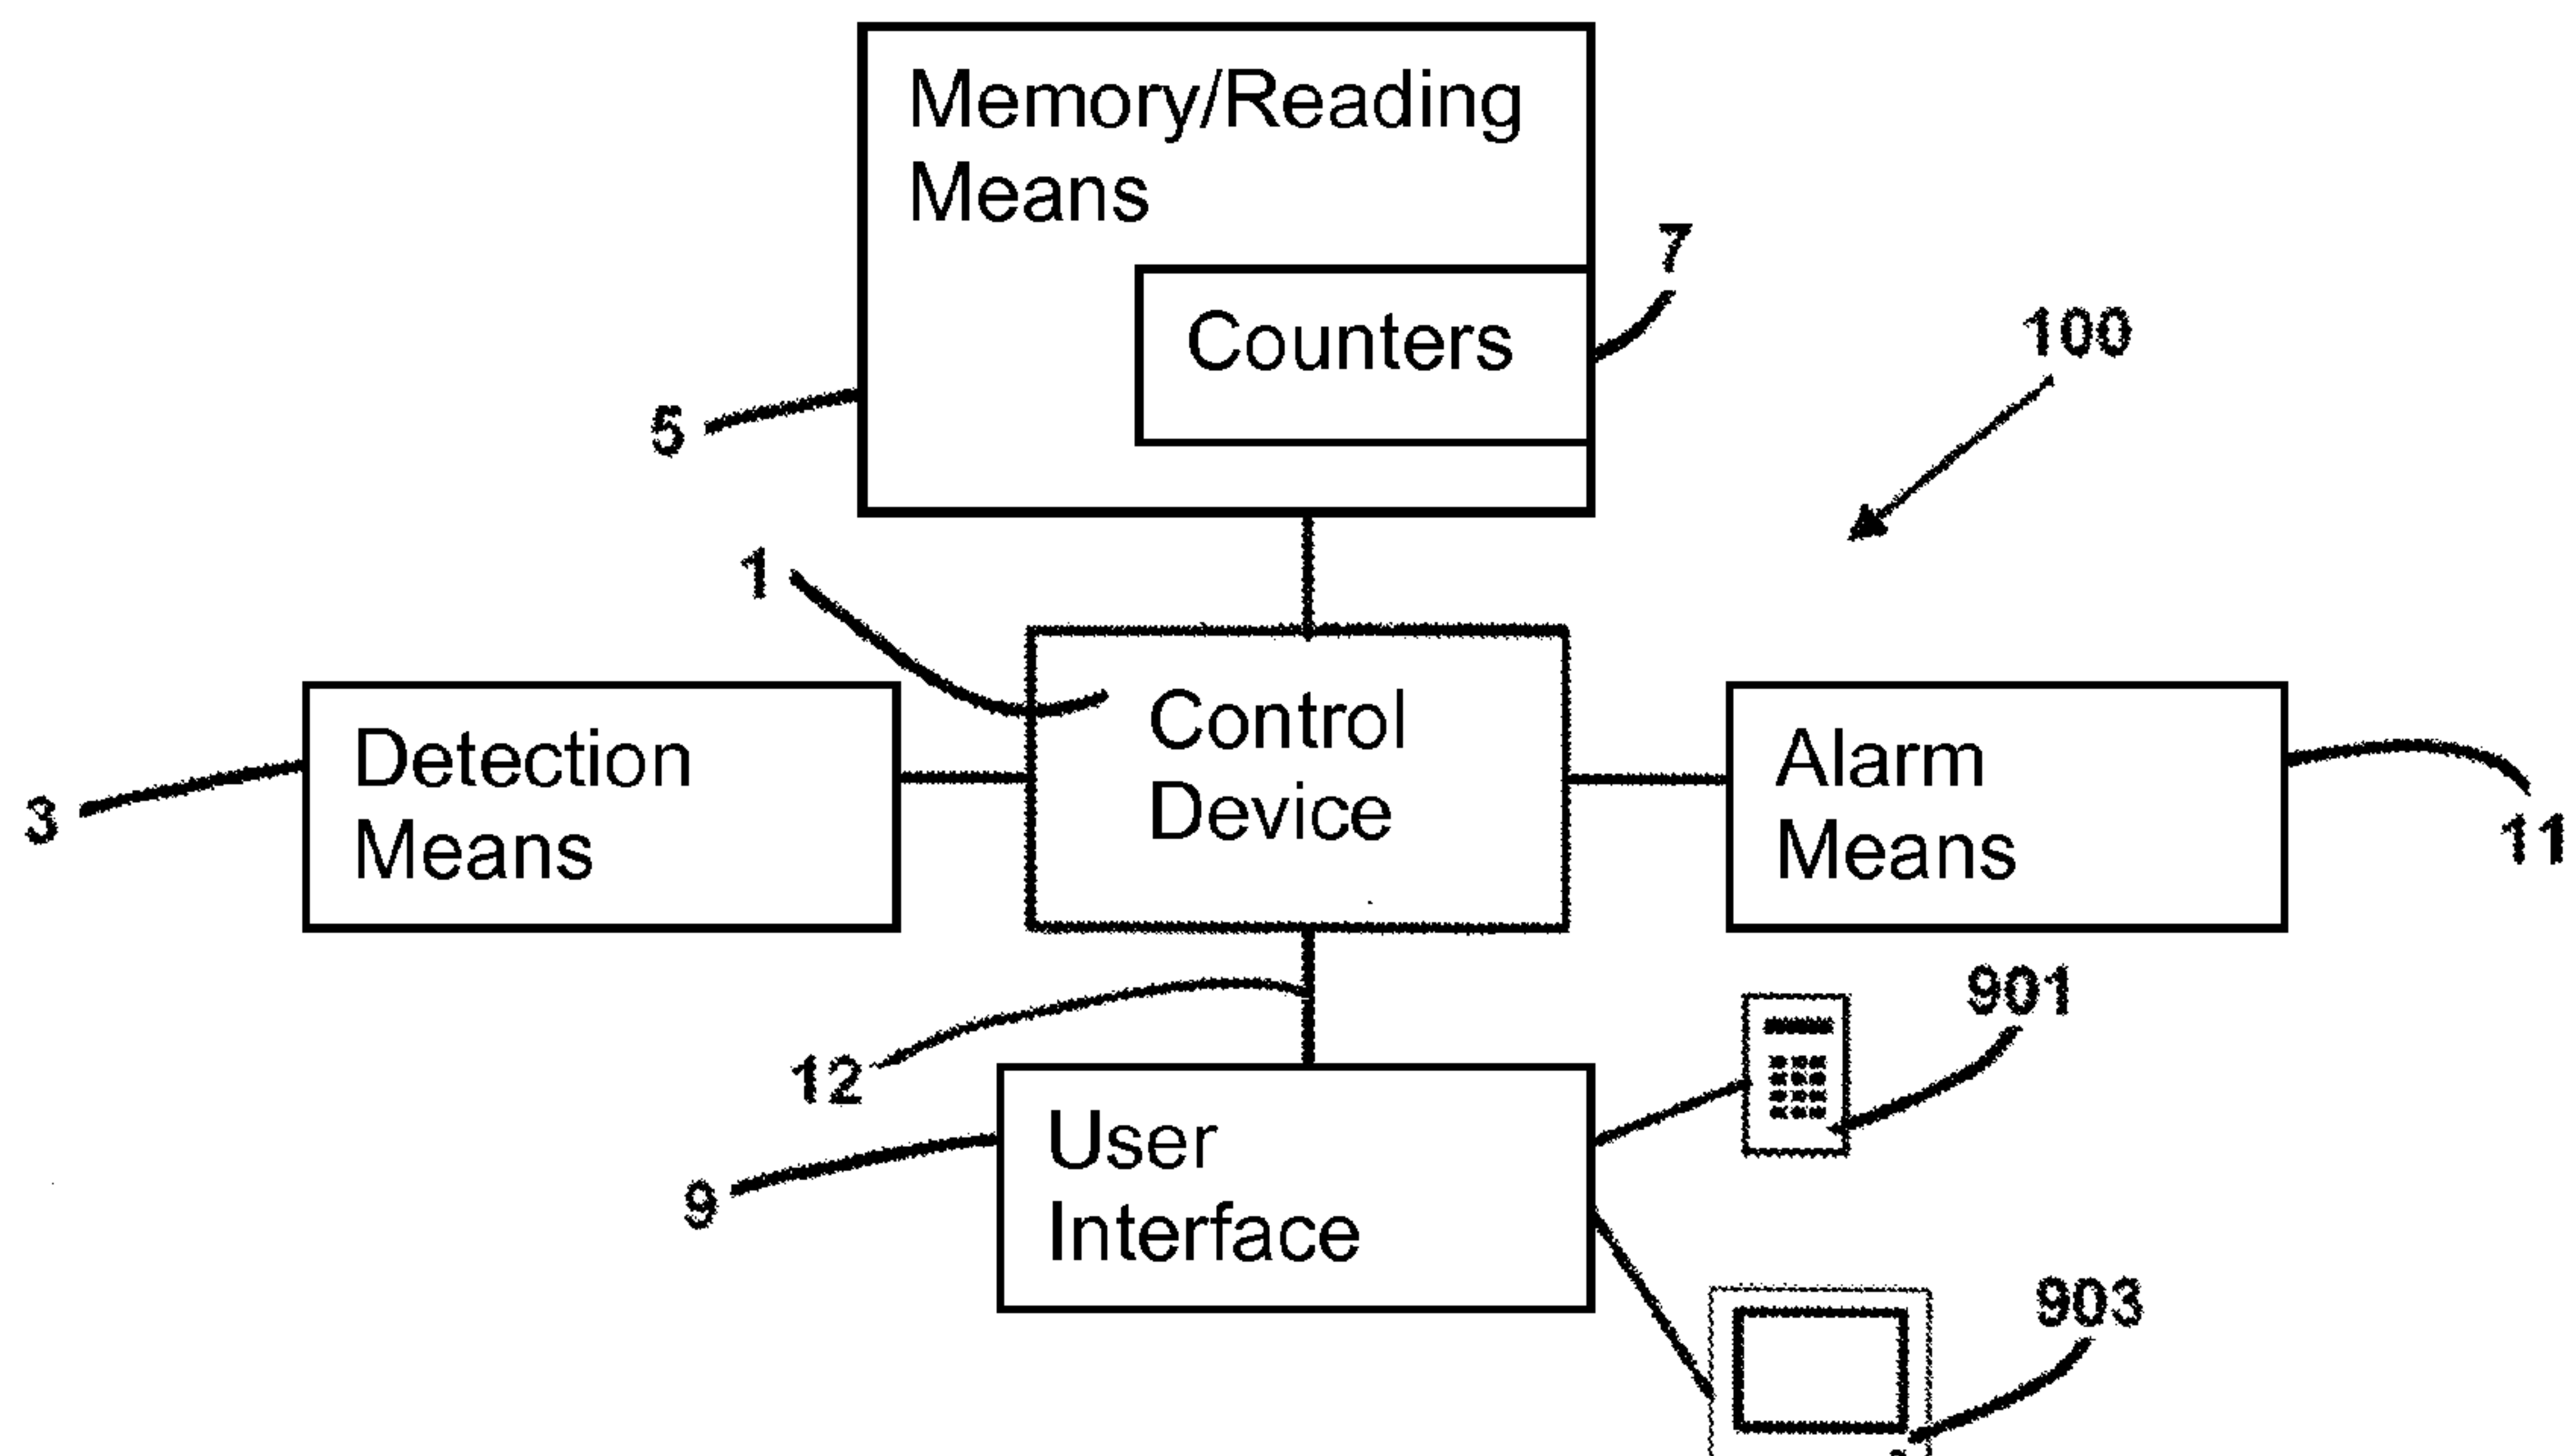 Memory/Reading
Means
7
Counters
100
5
1
Control
Device
Detection
Means
Alarm
Means
3
11
901
12
User
Interface
9
903